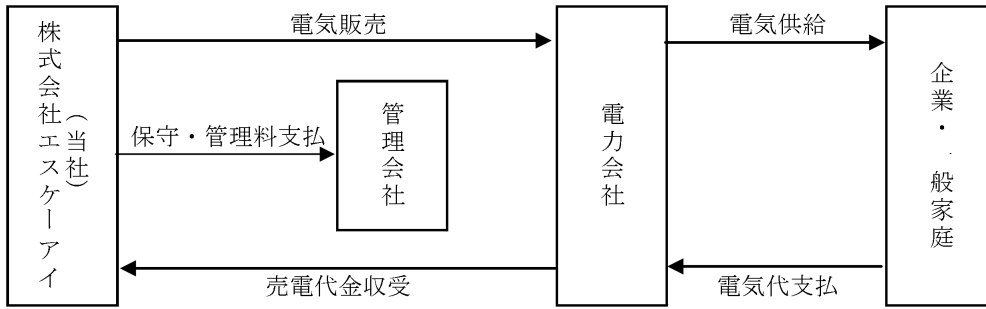 株式会社エスケーアイ
（当社）
電気販売
保守・管理料支払
売電代金収受
管理会社
電力会社
電気供給
電気代支払
企業・一般家庭